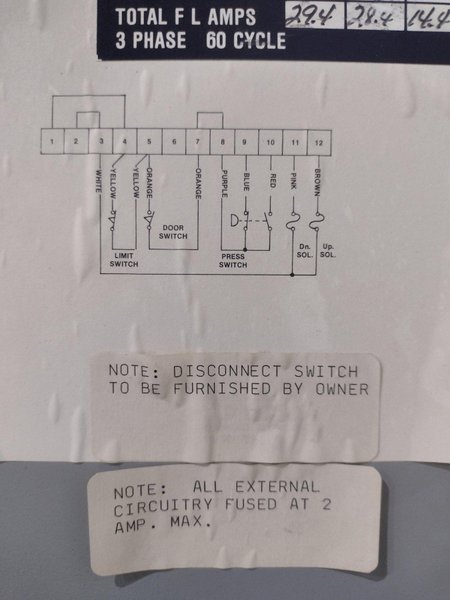 TOTAL F L AMPS 29.4 28.4 14.4
3 PHASE 60 CYCLE
1 2 3 4 5 6 7 8 9 10 11 12
WHITE YELLOW YELLOW ORANGE ORANGE PURPLE BLUE RED PINK BROWN
DOOR
SWITCH
LIMIT
SWITCH
PRESS
SWITCH
Dn.
SOL.
Up.
SOL.
NOTE: DISCONNECT SWITCH
TO BE FURNISHED BY OWNER
NOTE: ALL EXTERNAL
CIRCUITRY FUSED AT 2
AMP. MAX.